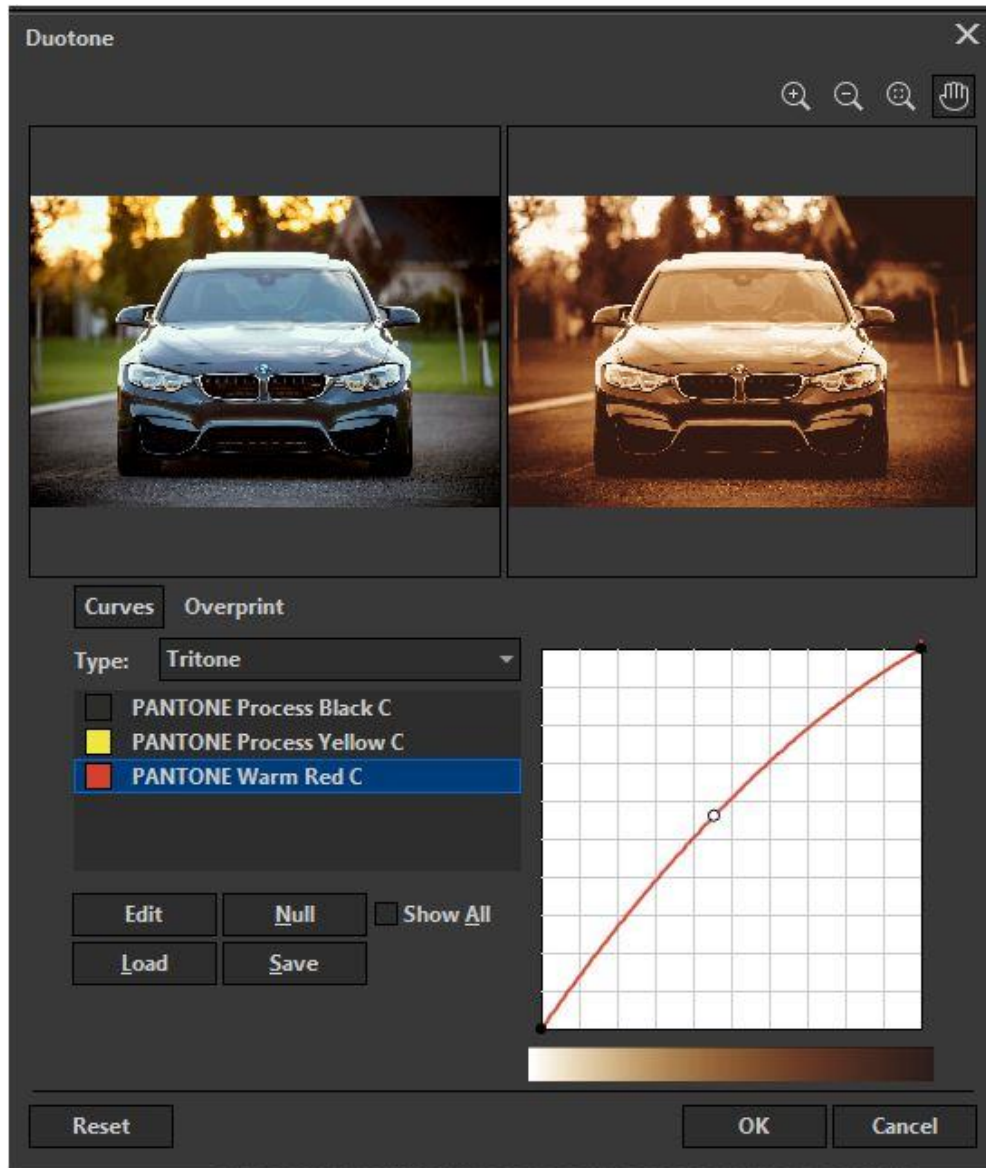 Duotone
Curves Overprint
Type: Tritone
PANTONE Process Black C
PANTONE Process Yellow C
PANTONE Warm Red C
Edit Null Show All
Load Save
Reset OK Cancel